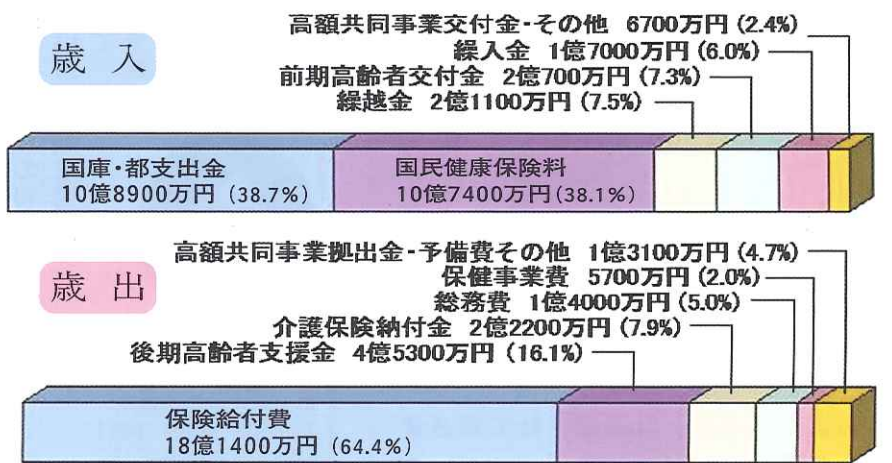 歳入
高額共同事業交付金・その他 6700万円(2.4%)
繰入金 1億7000万円(6.0%)
前期高齢者交付金 2億700万円(7.3%)
繰越金 2億1100万円(7.5%)
国庫・都支出金
10億8900万円(38.7%)
国民健康保険料
10億7400万円(38.1%)
歳出
高額共同事業拠出金・予備費その他 1億3100万円(4.7%)
保健事業費 5700万円(2.0%)
総務費 1億4000万円(5.0%)
介護保険納付金 2億2200万円(7.9%)
後期高齢者支援金 4億5300万円(16.1%)
保険給付費
18億1400万円(64.4%)